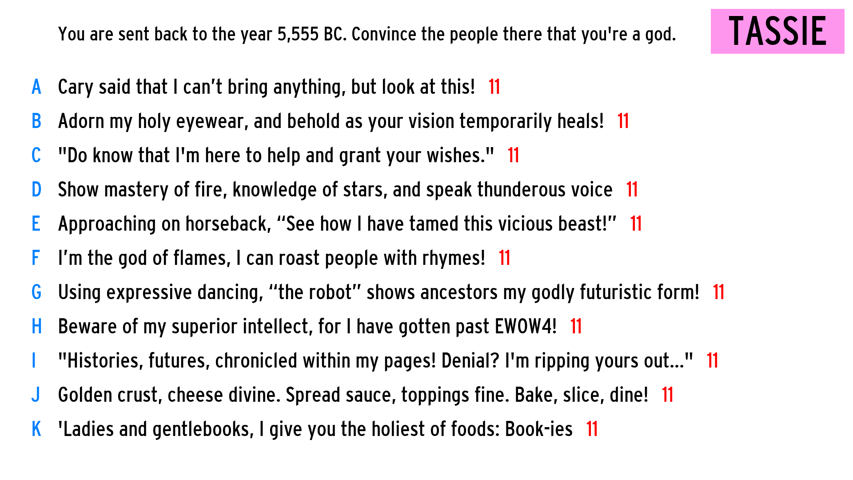 You are sent back to the year 5,555 BC. Convince the people there that you're a god.
TASSIE
A Cary said that I can’t bring anything, but look at this! 11
B Adorn my holy eyewear, and behold as your vision temporarily heals! 11
C "Do know that I'm here to help and grant your wishes." 11
D Show mastery of fire, knowledge of stars, and speak thunderous voice 11
E Approaching on horseback, “See how I have tamed this vicious beast!” 11
F I’m the god of flames, I can roast people with rhymes! 11
G Using expressive dancing, “the robot” shows ancestors my godly futuristic form! 11
H Beware of my superior intellect, for I have gotten past EWOW4! 11
I "Histories, futures, chronicled within my pages! Denial? I'm ripping yours out..." 11
J Golden crust, cheese divine. Spread sauce, toppings fine. Bake, slice, dine! 11
K 'Ladies and gentlebooks, I give you the holiest of foods: Book-ies 11